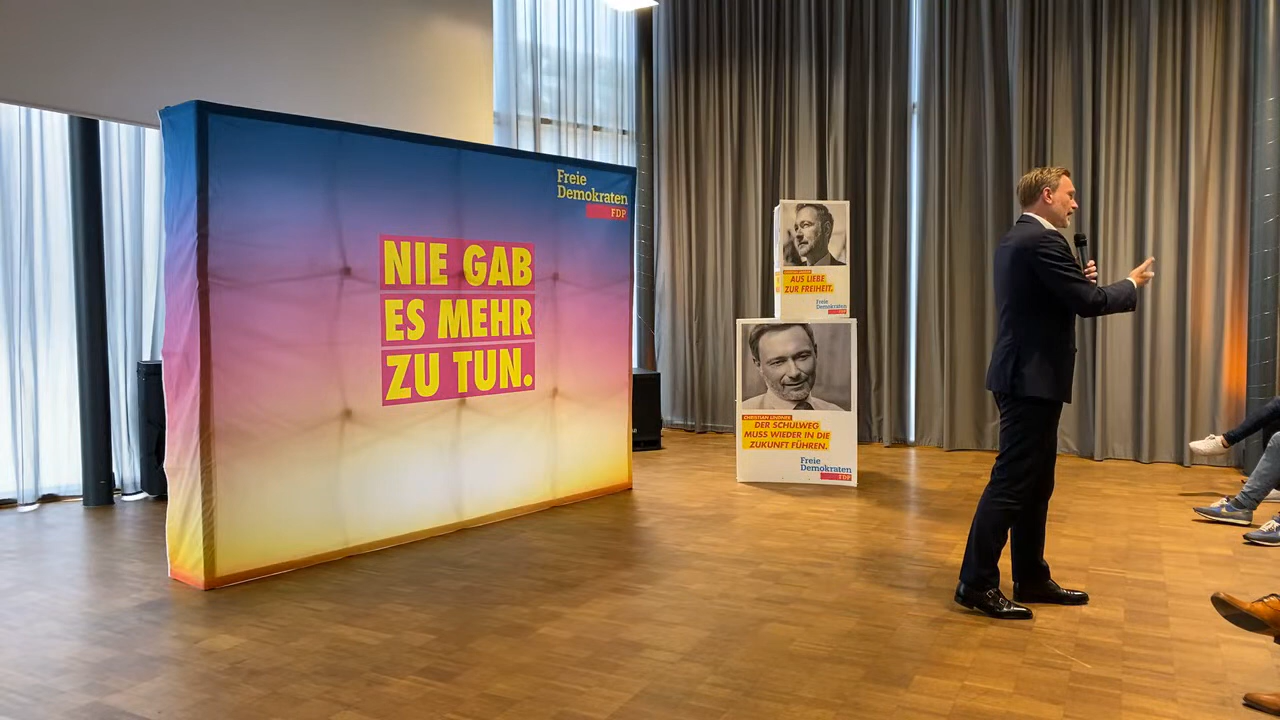 Freie
Demokraten
FDP
NIE GAB
ES MEHR
ZU TUN.
AUS LIEBE
ZUR FREIHEIT.
Freie
Demokraten
CHRISTIAN LINDNER
DER SCHULWEG
MUSS WIEDER IN DIE
ZUKUNFT FÜHREN.
Freie
Demokraten
FDP